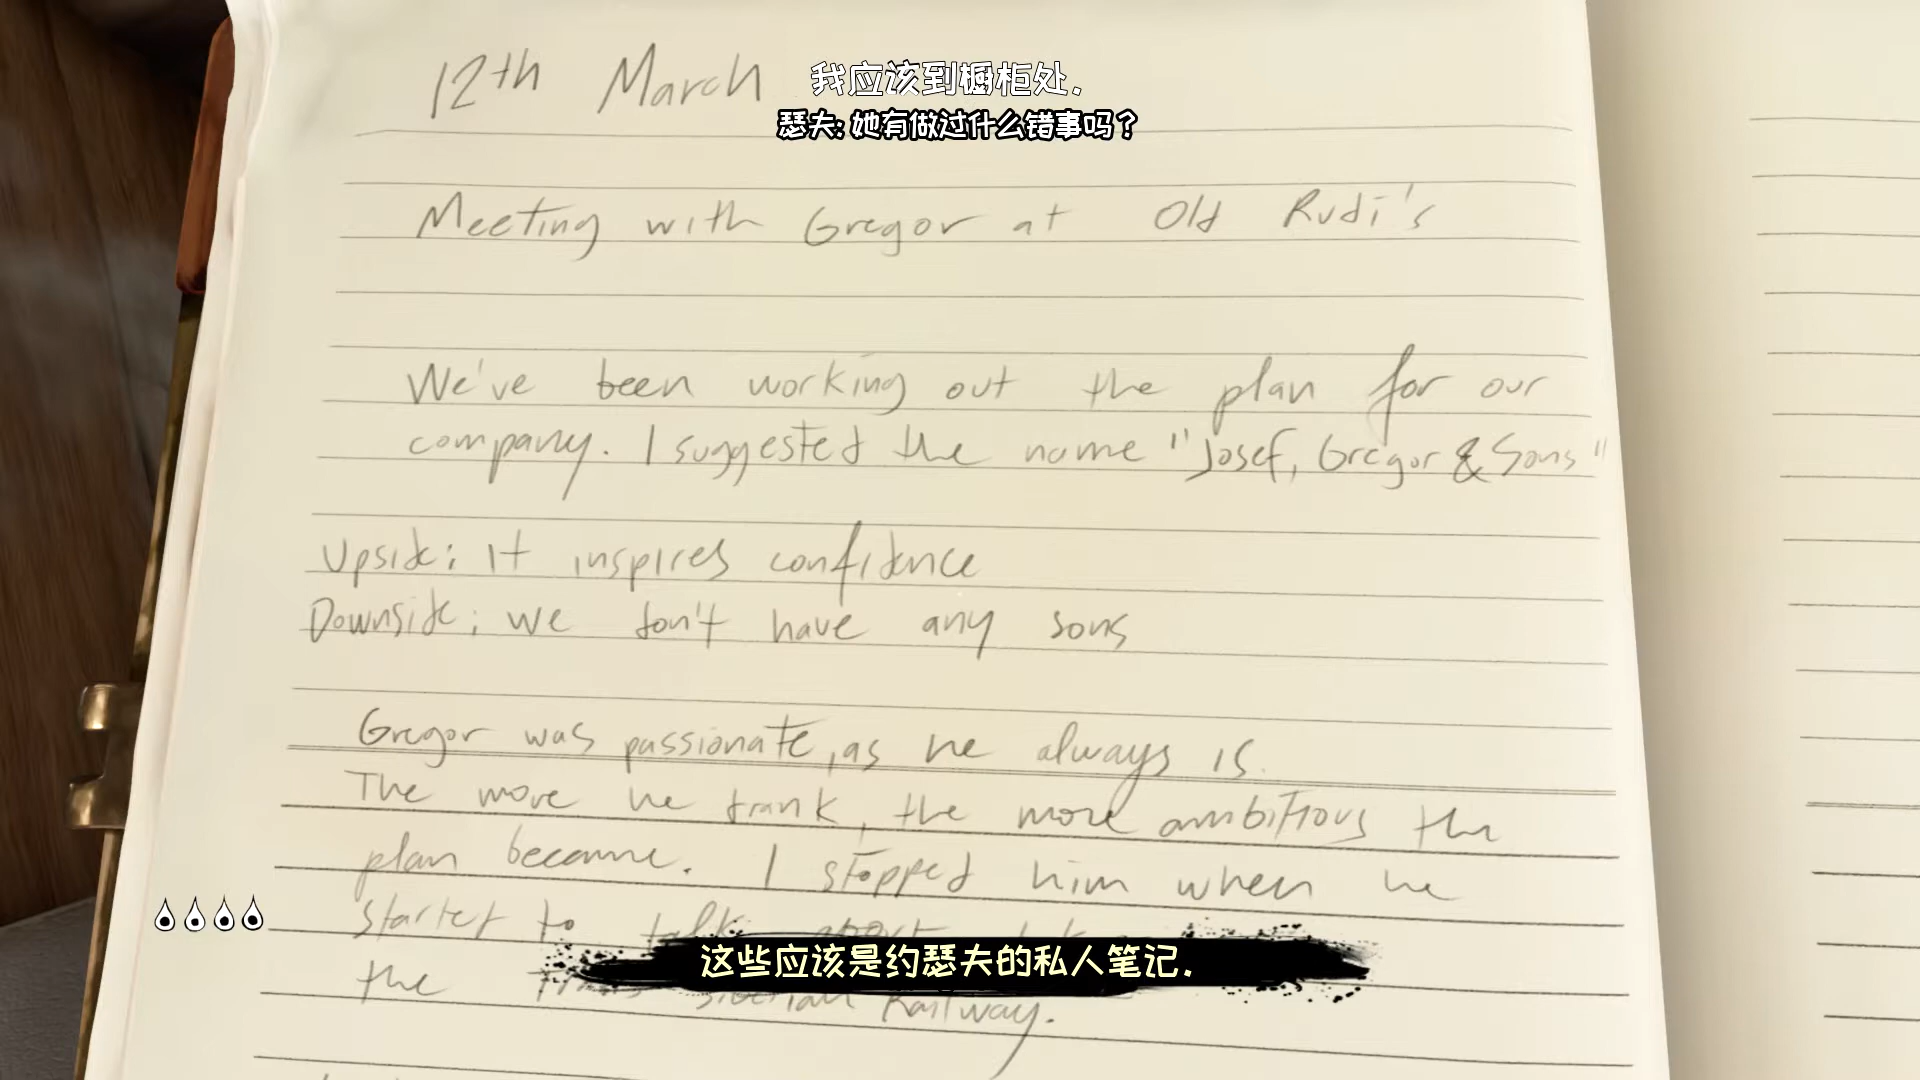 12th March
我应该到橱柜处.
瑟夫: 她有做过什么错事吗？
Meeting with Gregor at Old Rudi's
We've been working out the plan for our
company. I suggested the name "Josef, Gregor & Sons"
Upside: It inspires confidence
Downside: we don't have any sons
Gregor was passionate, as he always is.
The more he drank, the more ambitious the
plan became. I stopped him when he
started to talk about
这些应该是约瑟夫的私人笔记.
the Trans Siberian Railway.